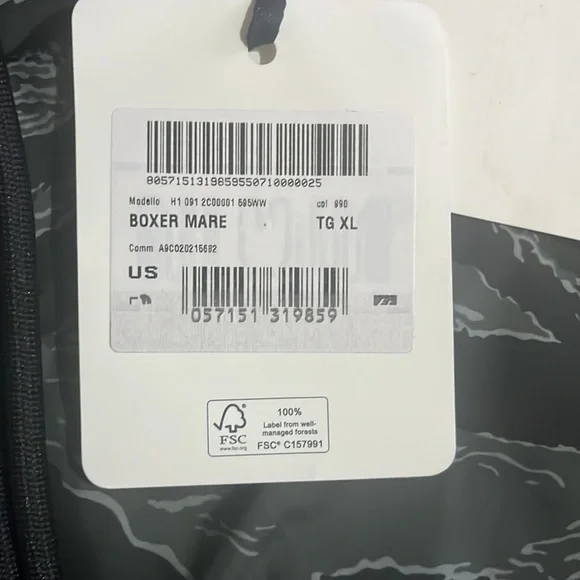 8057151319859550710000025
Modello H1 091 2C00001 595WW col 990
BOXER MARE TG XL
Comm A9C020215692
US
057151 319859
100%
Label from well-
managed forests
FSC
www.fsc.org
FSC® C157991